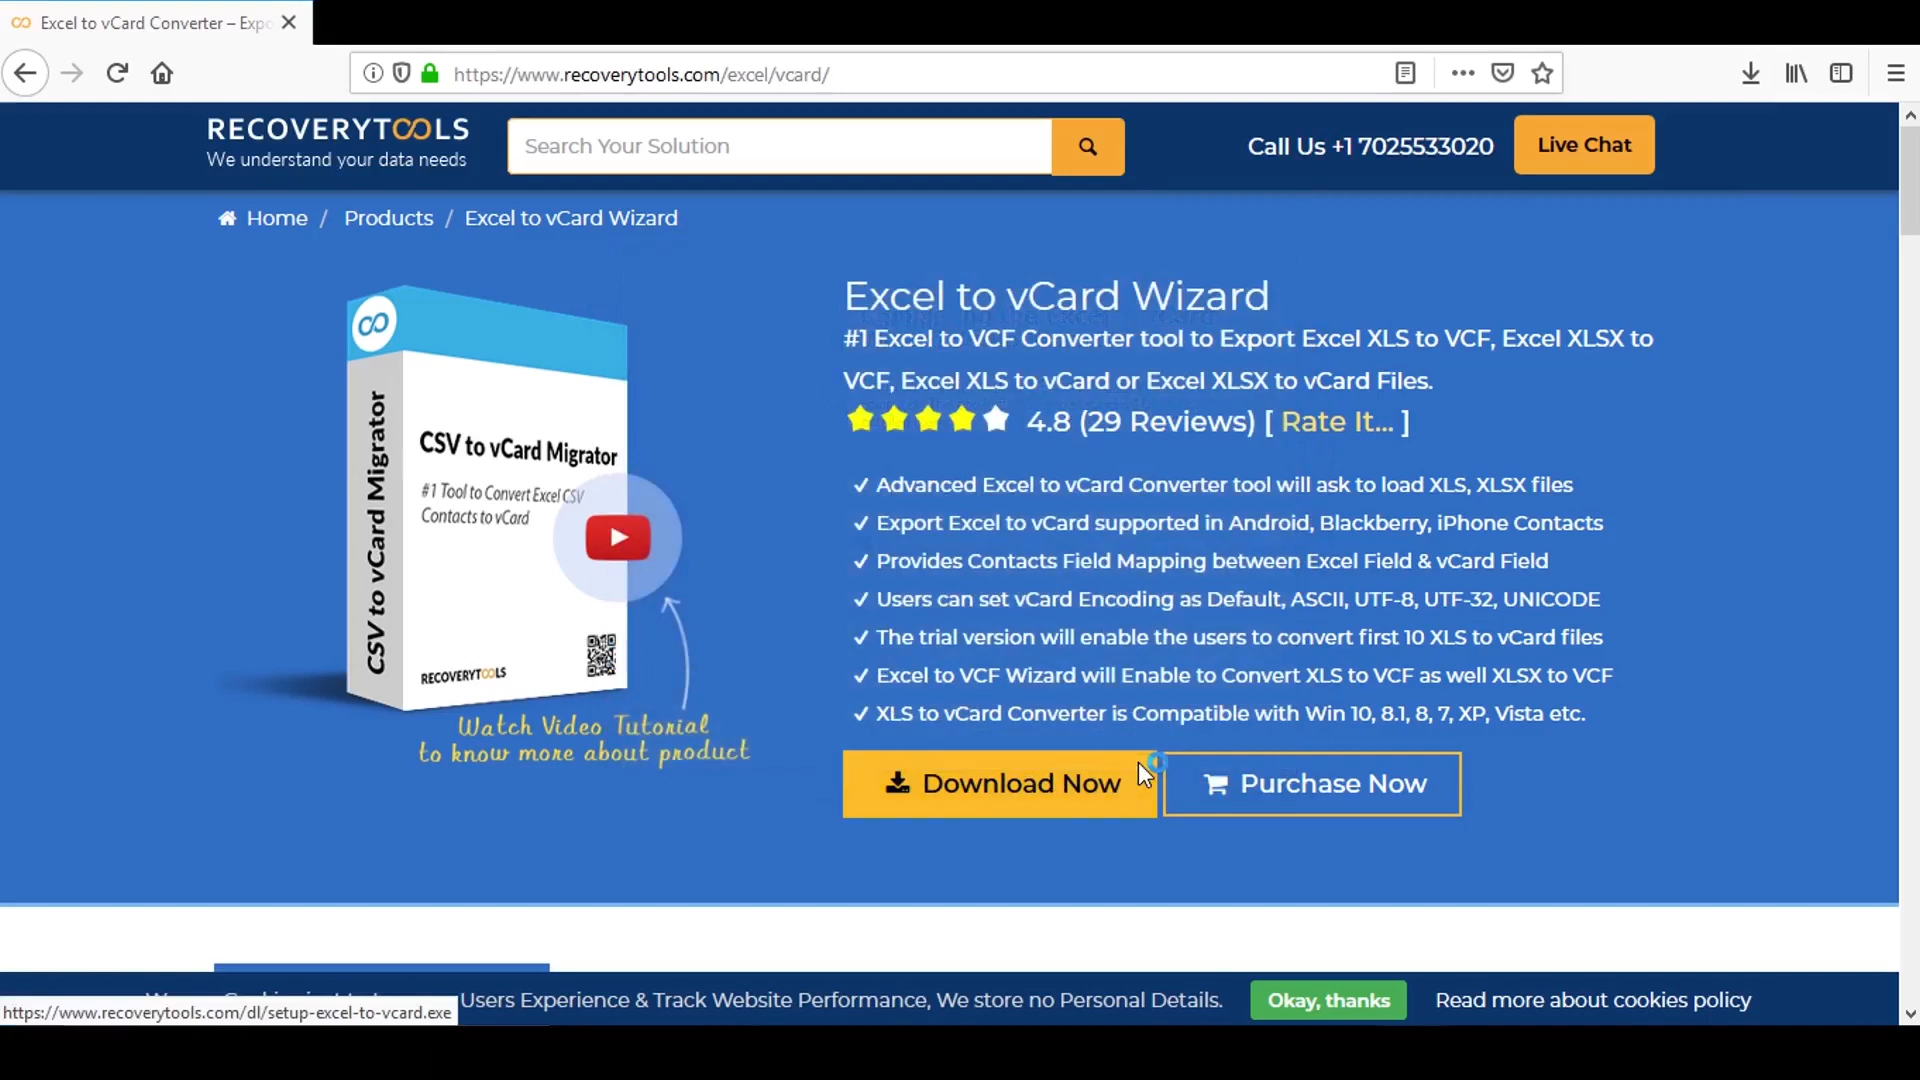 Excel to vCard Converter – Expo
https://www.recoverytools.com/excel/vcard/
RECOVERYTOOLS
We understand your data needs
Search Your Solution
Call Us +1 7025533020
Live Chat
Home / Products / Excel to vCard Wizard
CSV to vCard Migrator
CSV to vCard Migrator
#1 Tool to Convert Excel CSV
Contacts to vCard
RECOVERYTOOLS
Watch Video Tutorial
to know more about product
Excel to vCard Wizard
#1 Excel to VCF Converter tool to Export Excel XLS to VCF, Excel XLSX to
VCF, Excel XLS to vCard or Excel XLSX to vCard Files.
4.8 (29 Reviews) [ Rate It... ]
✓ Advanced Excel to vCard Converter tool will ask to load XLS, XLSX files
✓ Export Excel to vCard supported in Android, Blackberry, iPhone Contacts
✓ Provides Contacts Field Mapping between Excel Field & vCard Field
✓ Users can set vCard Encoding as Default, ASCII, UTF-8, UTF-32, UNICODE
✓ The trial version will enable the users to convert first 10 XLS to vCard files
✓ Excel to VCF Wizard will Enable to Convert XLS to VCF as well XLSX to VCF
✓ XLS to vCard Converter is Compatible with Win 10, 8.1, 8, 7, XP, Vista etc.
Download Now
Purchase Now
Users Experience & Track Website Performance, We store no Personal Details.
Okay, thanks
Read more about cookies policy
https://www.recoverytools.com/dl/setup-excel-to-vcard.exe